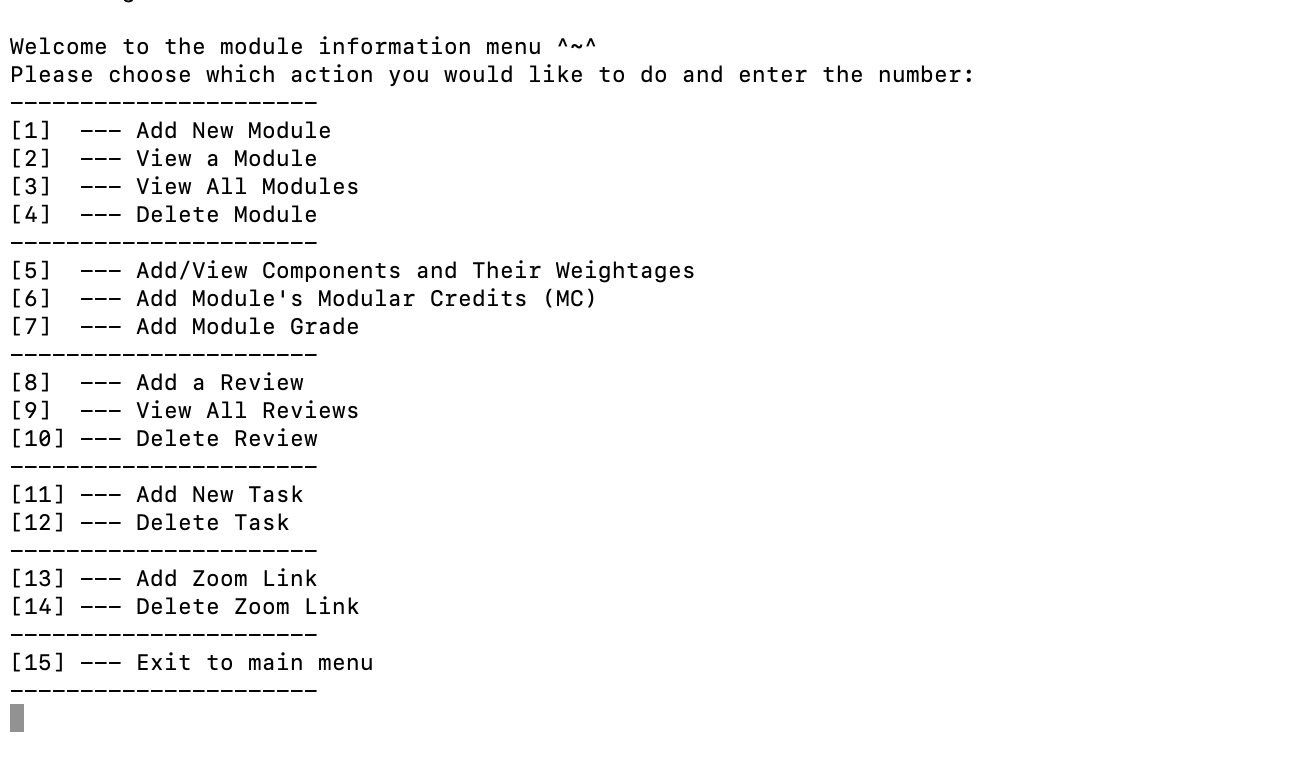 Welcome to the module information menu ^~^
Please choose which action you would like to do and enter the number:
----------------------
[1]  --- Add New Module
[2]  --- View a Module
[3]  --- View All Modules
[4]  --- Delete Module
----------------------
[5]  --- Add/View Components and Their Weightages
[6]  --- Add Module's Modular Credits (MC)
[7]  --- Add Module Grade
----------------------
[8]  --- Add a Review
[9]  --- View All Reviews
[10] --- Delete Review
----------------------
[11] --- Add New Task
[12] --- Delete Task
----------------------
[13] --- Add Zoom Link
[14] --- Delete Zoom Link
----------------------
[15] --- Exit to main menu
----------------------